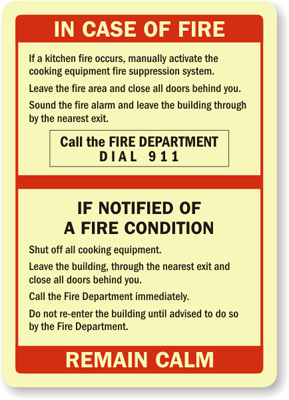 IN CASE OF FIRE
If a kitchen fire occurs, manually activate the
cooking equipment fire suppression system.
Leave the fire area and close all doors behind you.
Sound the fire alarm and leave the building through
by the nearest exit.
Call the FIRE DEPARTMENT
DIAL 911
IF NOTIFIED OF
A FIRE CONDITION
Shut off all cooking equipment.
Leave the building, through the nearest exit and
close all doors behind you.
Call the Fire Department immediately.
Do not re-enter the building until advised to do so
by the Fire Department.
REMAIN CALM